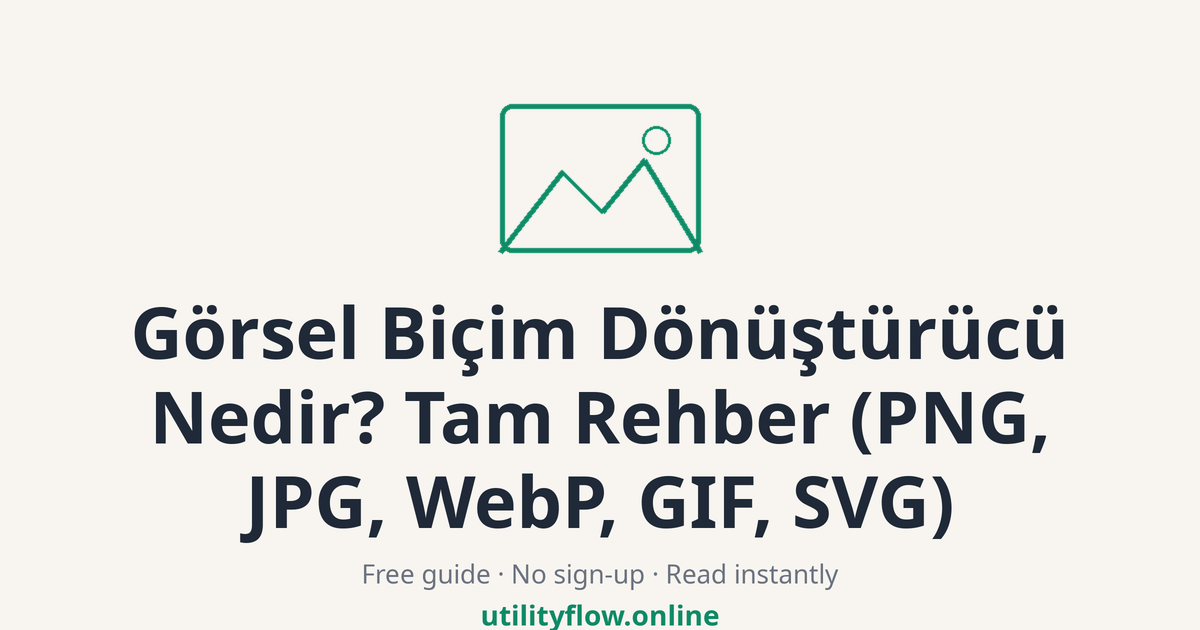 Görsel Biçim Dönüştürücü
Nedir? Tam Rehber (PNG,
JPG, WebP, GIF, SVG)
Free guide · No sign-up · Read instantly
utilityflow.online